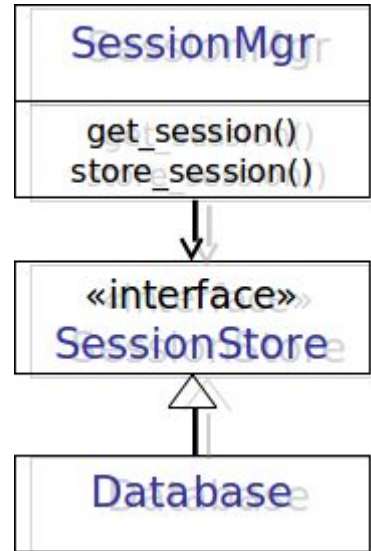 SessionMgr
get_session()
store_session()
«interface»
SessionStore
Database